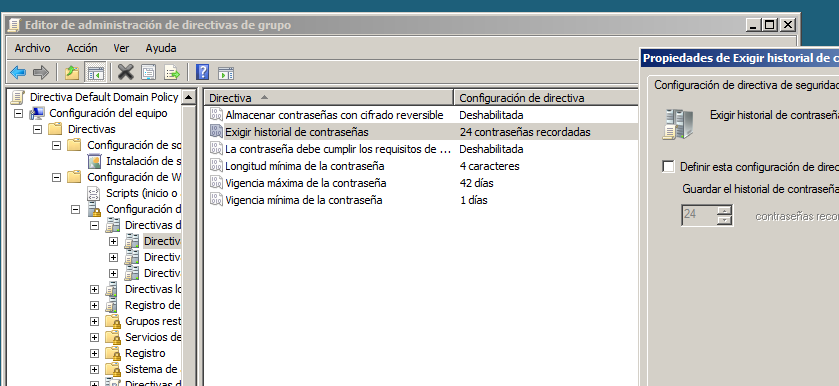 Editor de administración de directivas de grupo
Archivo Acción Ver Ayuda
Directiva Default Domain Policy
Configuración del equipo
Directivas
Configuración de so
Instalación de s
Configuración de W
Scripts (inicio o
Configuración d
Directivas d
Directiva
Directiva
Directiva
Directivas lo
Registro de
Grupos rest
Servicios de
Registro
Sistema de
Directivas d
Directiva Configuración de directiva
Almacenar contraseñas con cifrado reversible Deshabilitada
Exigir historial de contraseñas 24 contraseñas recordadas
La contraseña debe cumplir los requisitos de ... Deshabilitada
Longitud mínima de la contraseña 4 caracteres
Vigencia máxima de la contraseña 42 días
Vigencia mínima de la contraseña 1 días
Propiedades de Exigir historial de c
Configuración de directiva de seguridad
Exigir historial de contraseña
Definir esta configuración de direc
Guardar el historial de contraseña
24 contraseñas recor